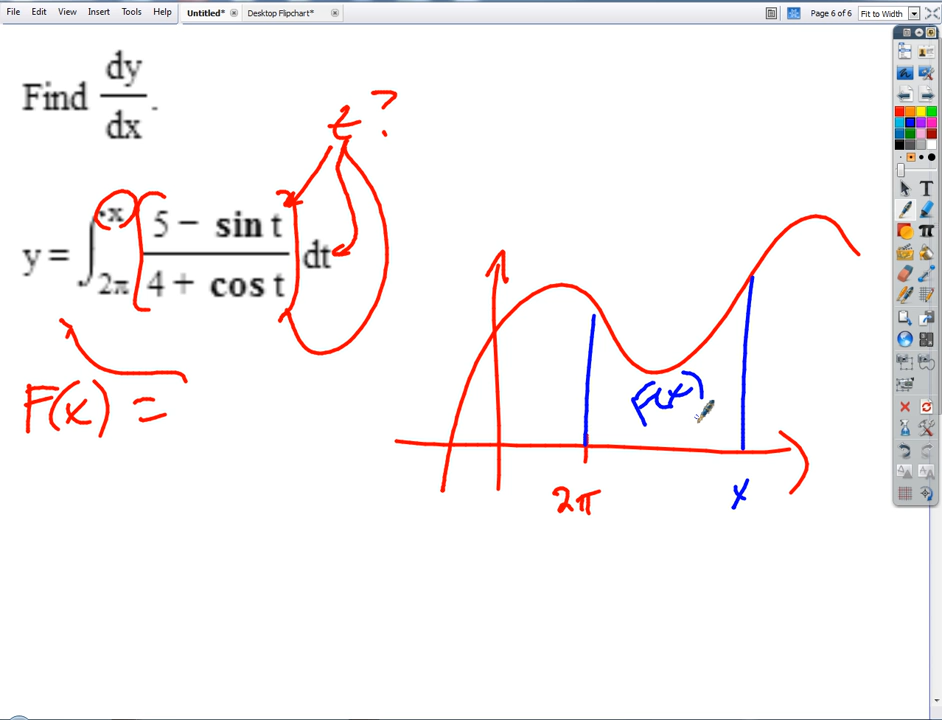 File Edit View Insert Tools Help Untitled* Desktop Flipchart* Page 6 of 6 Fit to Width
Find dy/dx.
t?
y = ∫_{2π}^{x} [(5 - sin t)/(4 + cos t)] dt
F(x) =
F(x)
2π
x
T
π